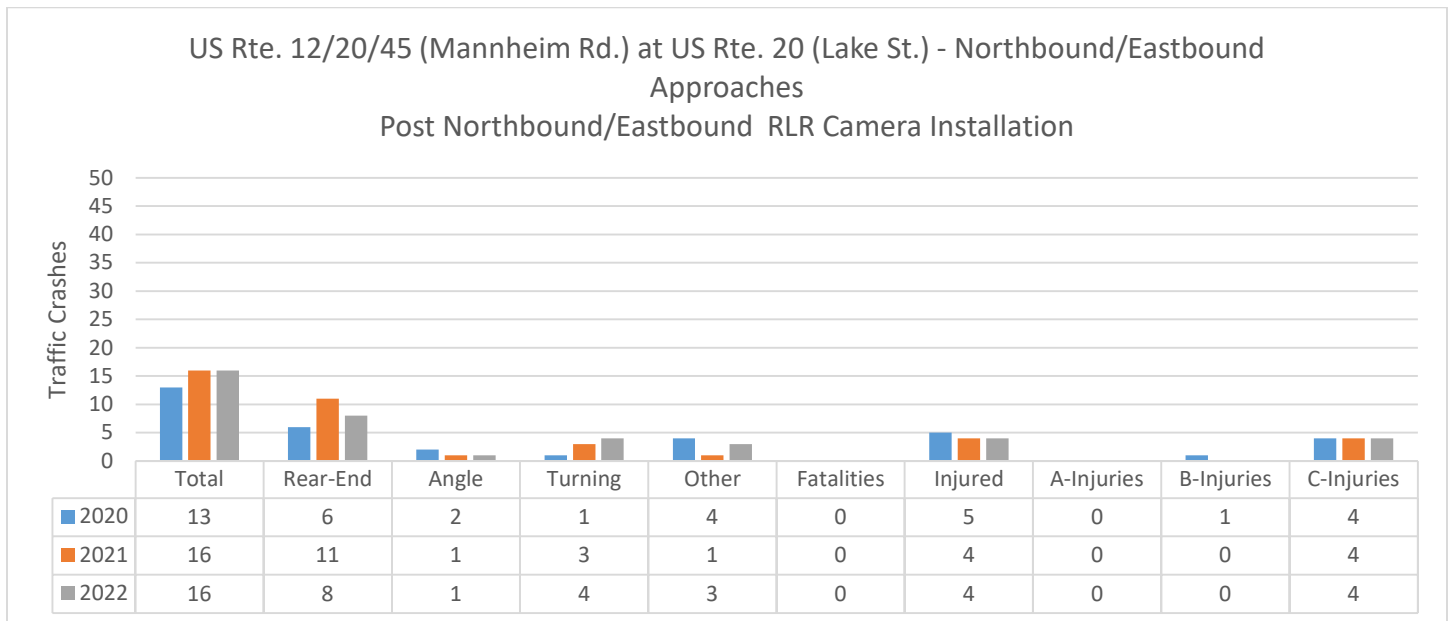 US Rte. 12/20/45 (Mannheim Rd.) at US Rte. 20 (Lake St.) - Northbound/Eastbound
Approaches
Post Northbound/Eastbound RLR Camera Installation
50
45
40
35
30
25
20
15
10
5
0
Traffic Crashes
Total Rear-End Angle Turning Other Fatalities Injured A-Injuries B-Injuries C-Injuries
2020 13 6 2 1 4 0 5 0 1 4
2021 16 11 1 3 1 0 4 0 0 4
2022 16 8 1 4 3 0 4 0 0 4